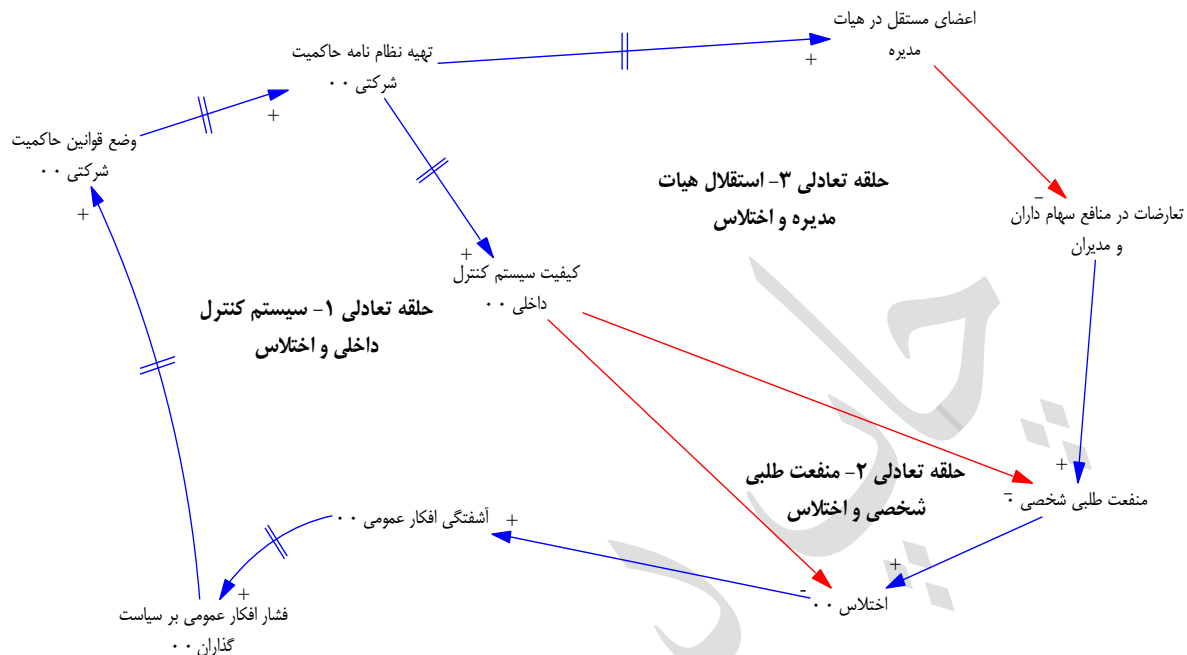 اعضای مستقل در هیات
مدیره
+
تهیه نظام نامه حاکمیت
شرکتی ۰۰
+
وضع قوانین حاکمیت
شرکتی ۰۰
+
حلقه تعادلی ۳- استقلال هیات
مدیره و اختلاس
-
تعارضات در منافع سهام داران
و مدیران
+
کیفیت سیستم کنترل
داخلی ۰۰
حلقه تعادلی ۱- سیستم کنترل
داخلی و اختلاس
حلقه تعادلی ۲- منفعت طلبی
شخصی و اختلاس
+
-
منفعت طلبی شخصی ۰
+
آشفتگی افکار عمومی ۰۰
+
-
اختلاس ۰۰
+
فشار افکار عمومی بر سیاست
گذاران ۰۰